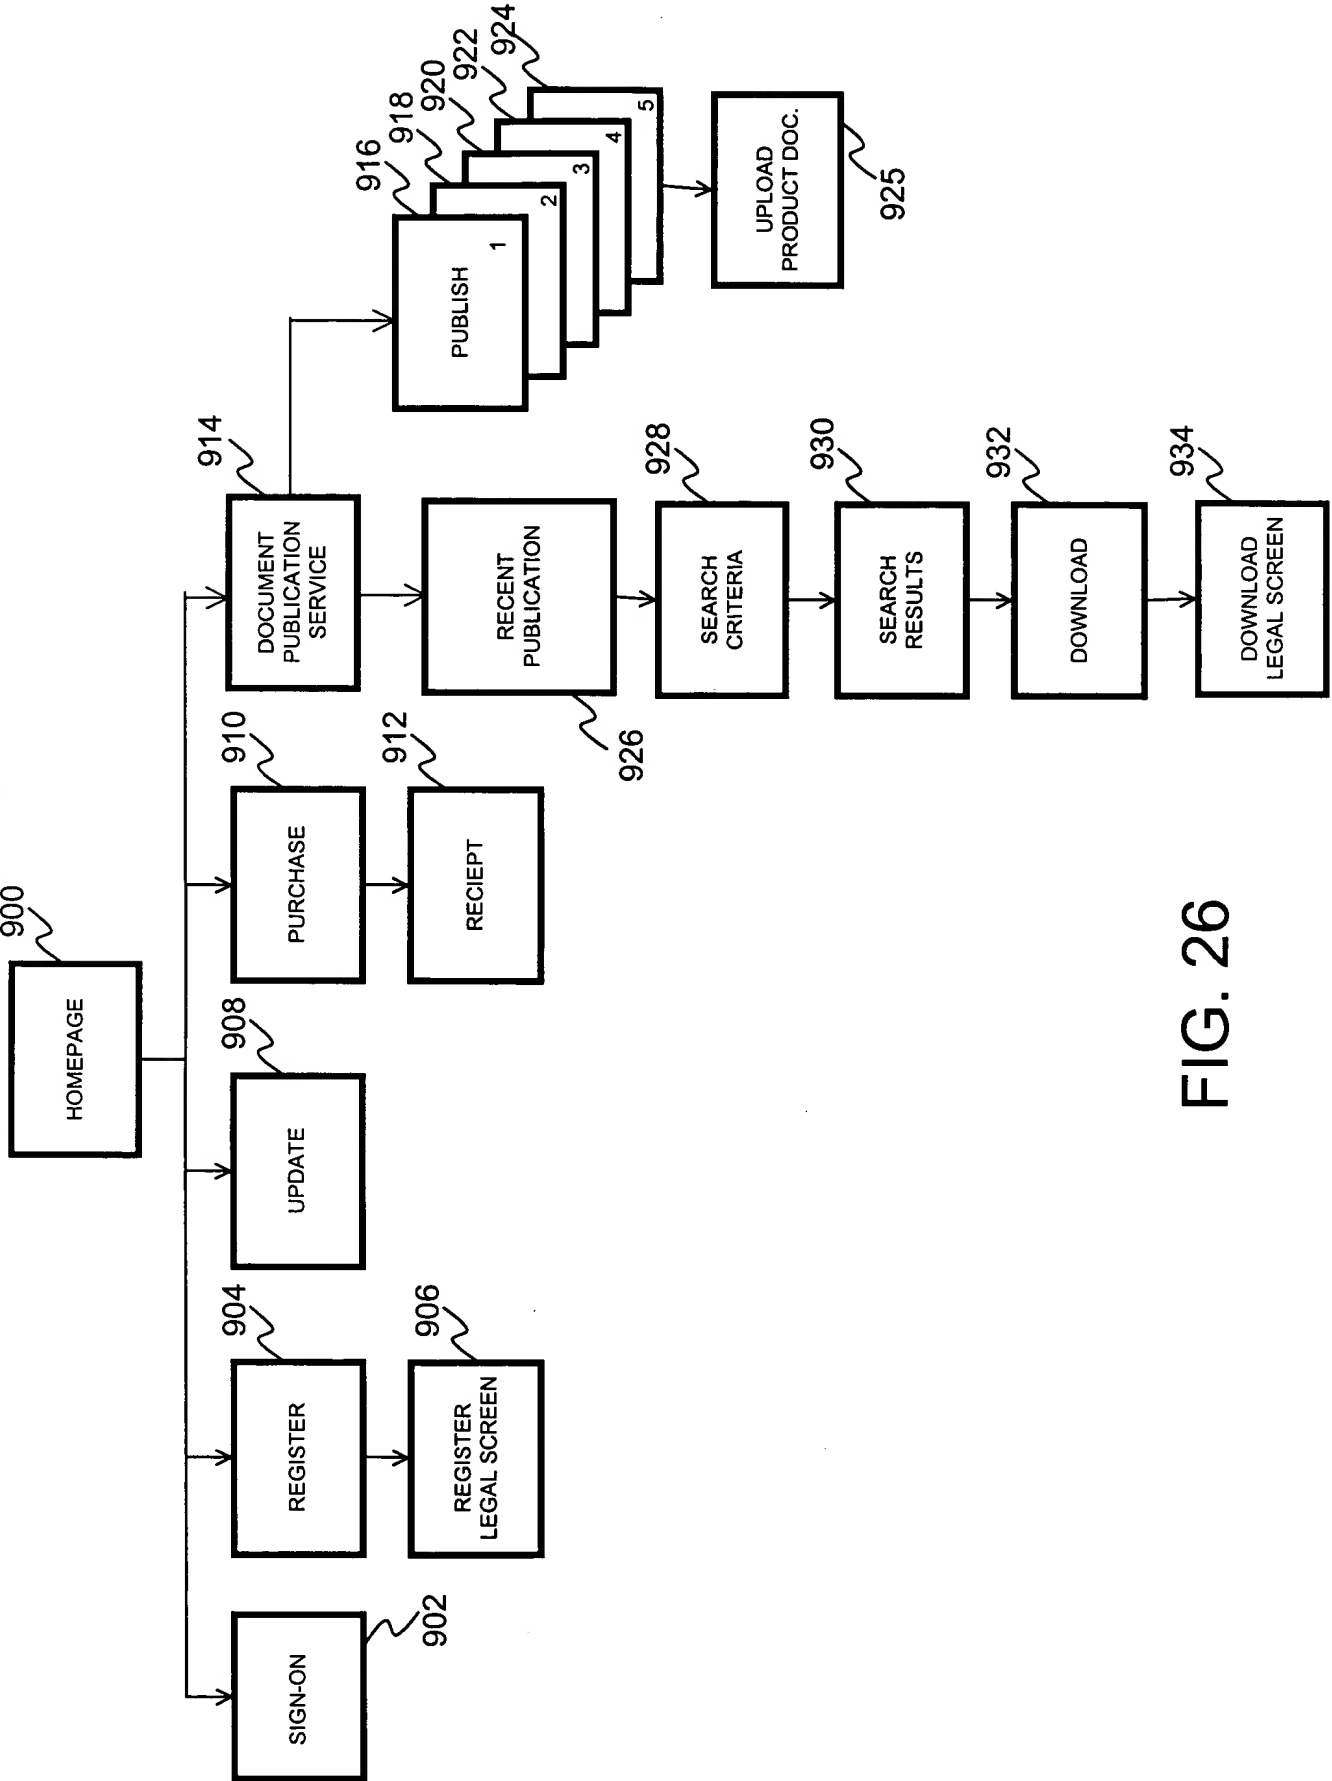 900
HOMEPAGE
SIGN-ON
902
904
REGISTER
906
REGISTER
LEGAL SCREEN
908
UPDATE
910
PURCHASE
912
RECIEPT
914
DOCUMENT
PUBLICATION
SERVICE
916
918
920
922
924
PUBLISH
1
2
3
4
5
UPLOAD
PRODUCT DOC.
925
RECENT
PUBLICATION
926
928
SEARCH
CRITERIA
930
SEARCH
RESULTS
932
DOWNLOAD
934
DOWNLOAD
LEGAL SCREEN
FIG. 26